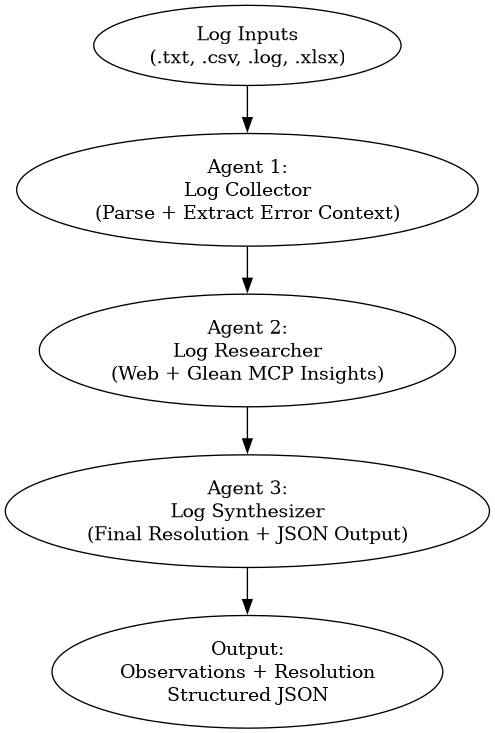 Log Inputs
(.txt, .csv, .log, .xlsx)
Agent 1:
Log Collector
(Parse + Extract Error Context)
Agent 2:
Log Researcher
(Web + Glean MCP Insights)
Agent 3:
Log Synthesizer
(Final Resolution + JSON Output)
Output:
Observations + Resolution
Structured JSON